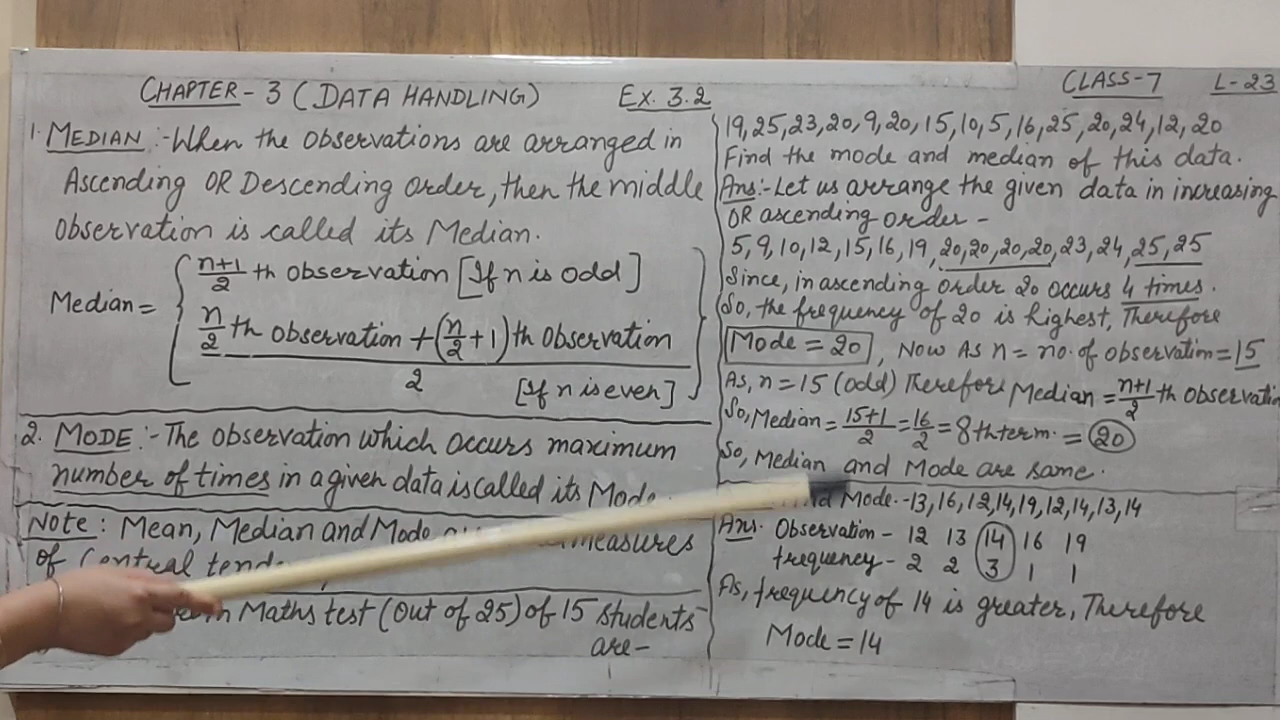 CHAPTER - 3 (DATA HANDLING) Ex. 3.2
1. MEDIAN :- When the observations are arranged in
Ascending OR Descending order, then the middle
observation is called its Median.
Median =
n+1/2 th observation [If n is odd]
n/2 th observation + (n/2 + 1) th observation
2
[If n is even]
2. MODE :- The observation which occurs maximum
number of times in a given data is called its Mode.
Note : Mean, Median and Mode measures
of Central
in Maths test (Out of 25) of 15 students
are -
CLASS-7 L-23
19, 25, 23, 20, 9, 20, 15, 10, 5, 16, 25, 20, 24, 12, 20
Find the mode and median of this data.
Ans:- Let us arrange the given data in increasing
OR ascending order -
5, 9, 10, 12, 15, 16, 19, 20, 20, 20, 20, 23, 24, 25, 25
Since, in ascending order 20 occurs 4 times.
So, the frequency of 20 is highest, Therefore
Mode = 20, Now As n = no. of observation = 15
As, n = 15 (odd) Therefore Median = n+1/2 th
So, Median = 15+1/2 = 16/2 = 8th term. = 20
So, Median and Mode are same.
Mode:- 13, 16, 12, 14, 19, 12, 14, 13, 14
Ans. Observation - 12 13 14 16 19
frequency - 2 2 3 1 1
As, frequency of 14 is greater, Therefore
Mode = 14